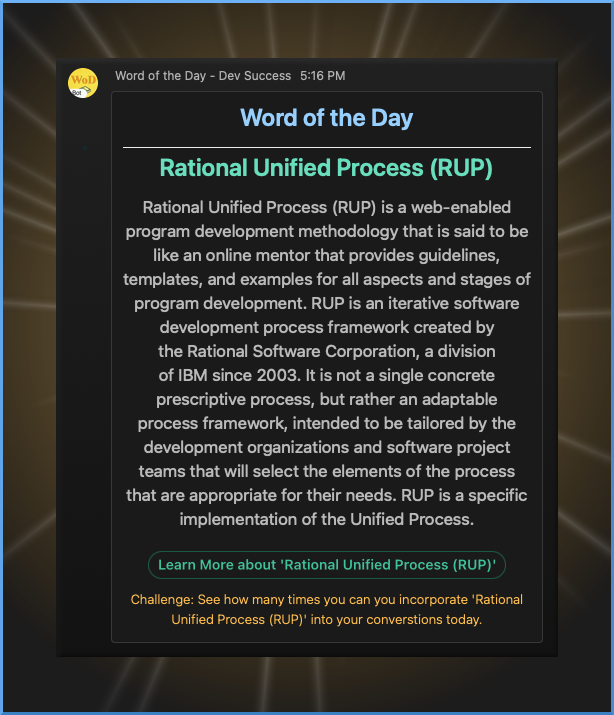 WoD
Bot
Word of the Day - Dev Success 5:16 PM
Word of the Day
Rational Unified Process (RUP)
Rational Unified Process (RUP) is a web-enabled
program development methodology that is said to be
like an online mentor that provides guidelines,
templates, and examples for all aspects and stages of
program development. RUP is an iterative software
development process framework created by
the Rational Software Corporation, a division
of IBM since 2003. It is not a single concrete
prescriptive process, but rather an adaptable
process framework, intended to be tailored by the
development organizations and software project
teams that will select the elements of the process
that are appropriate for their needs. RUP is a specific
implementation of the Unified Process.
Learn More about 'Rational Unified Process (RUP)'
Challenge: See how many times you can you incorporate 'Rational
Unified Process (RUP)' into your converstions today.